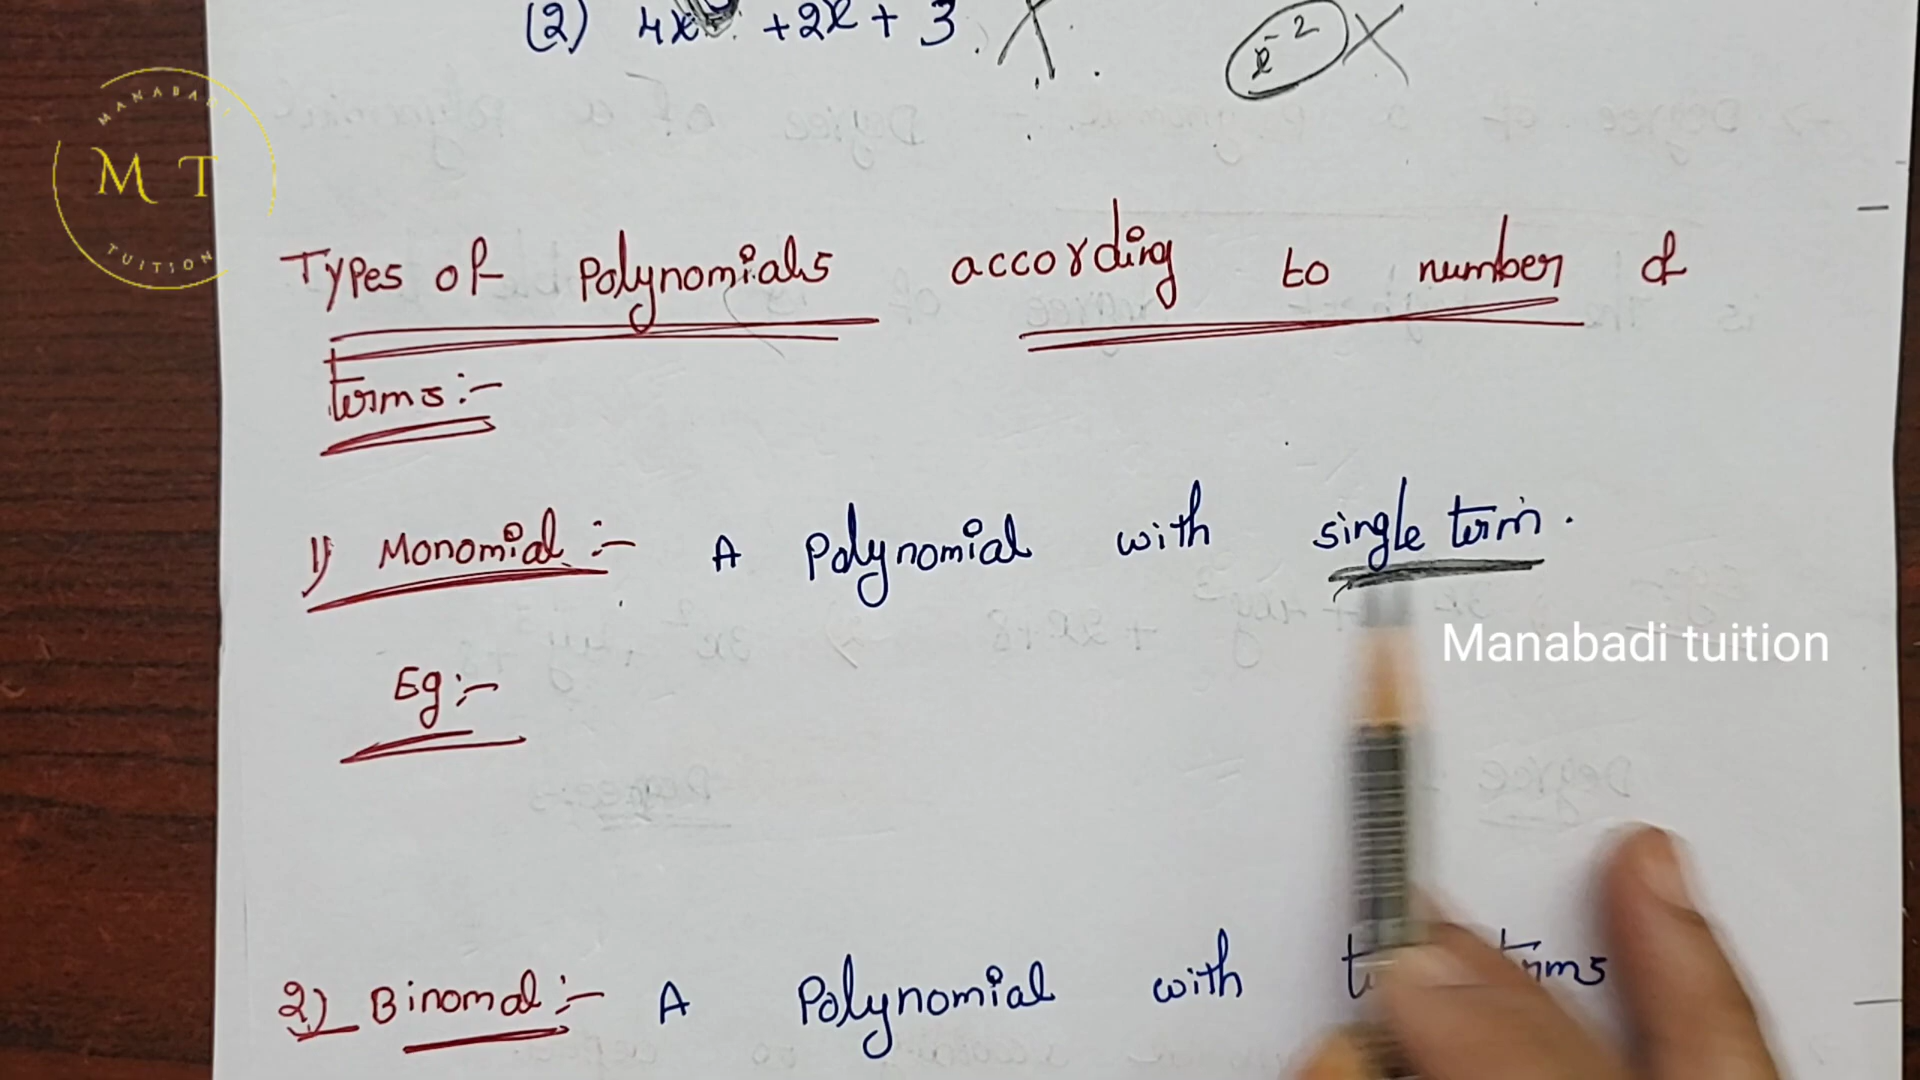 (2) 4x +2x + 3.
x⁻²
MANABADI
M T
TUITION
Types of Polynomials according to number of
terms:-
1) Monomial :- A Polynomial with single term.
Manabadi tuition
Eg :-
2) Binomal :- A Polynomial with